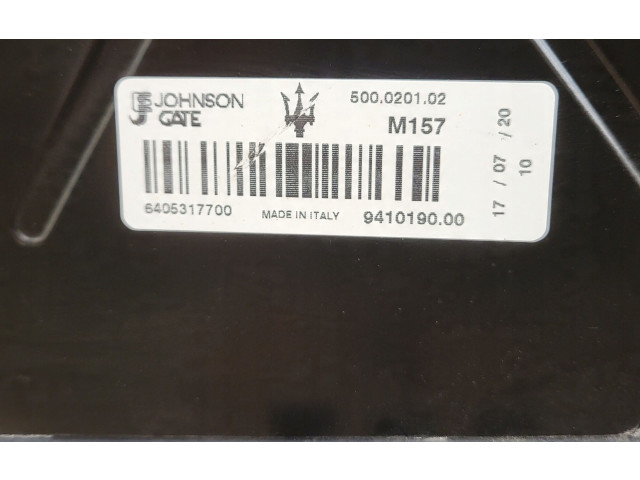 JOHNSON
GATE
500.0201.02
M157
6405317700
MADE IN ITALY
9410190.00
17 / 07 / 20
10